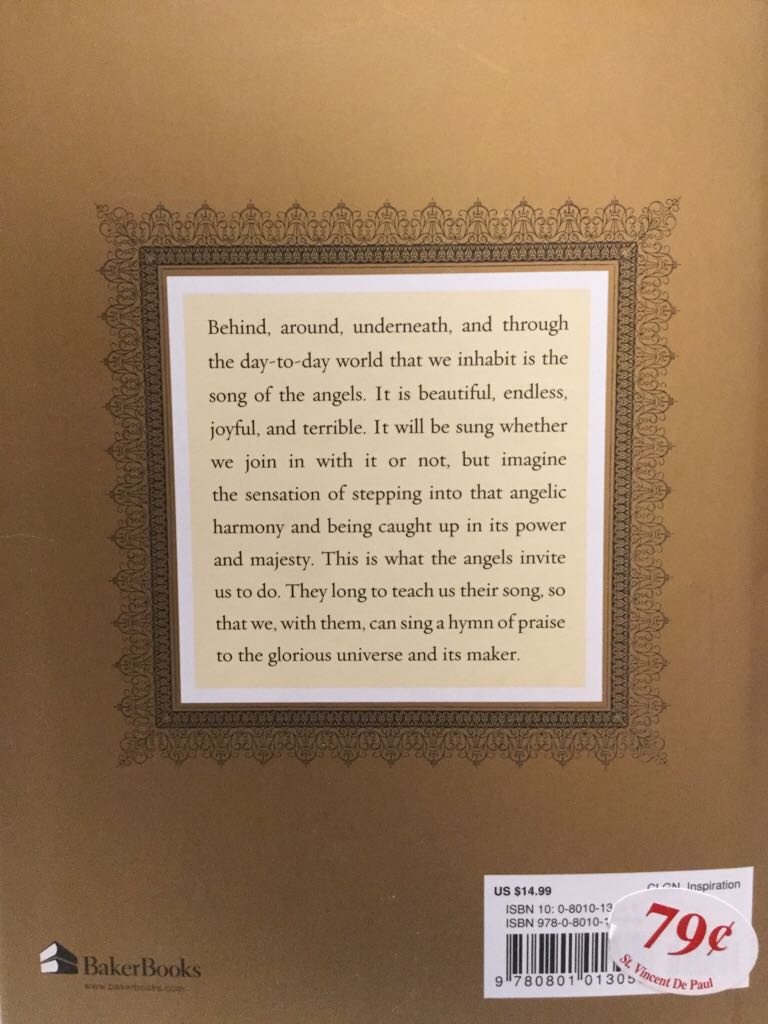 Behind, around, underneath, and through
the day-to-day world that we inhabit is the
song of the angels. It is beautiful, endless,
joyful, and terrible. It will be sung whether
we join in with it or not, but imagine
the sensation of stepping into that angelic
harmony and being caught up in its power
and majesty. This is what the angels invite
us to do. They long to teach us their song, so
that we, with them, can sing a hymn of praise
to the glorious universe and its maker.
US $14.99
Inspiration
ISBN 10: 0-8010-13
ISBN 978-0-8010-1
9 780801 01305
79¢
St. Vincent De Paul
BakerBooks
www.bakerbooks.com